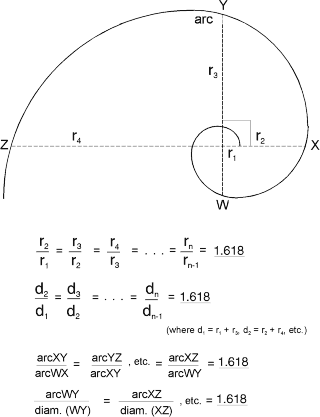 Y
arc
r3
Z
r4
r2
X
r1
W
r2/r1 = r3/r2 = r4/r3 = . . . = rn/rn-1 = 1.618
d2/d1 = d3/d2 = . . . = dn/dn-1 = 1.618
(where d1 = r1 + r3, d2 = r2 + r4, etc.)
arcXY/arcWX = arcYZ/arcXY , etc. = arcXZ/arcWY = 1.618
arcWY/diam. (WY) = arcXZ/diam. (XZ) , etc. = 1.618